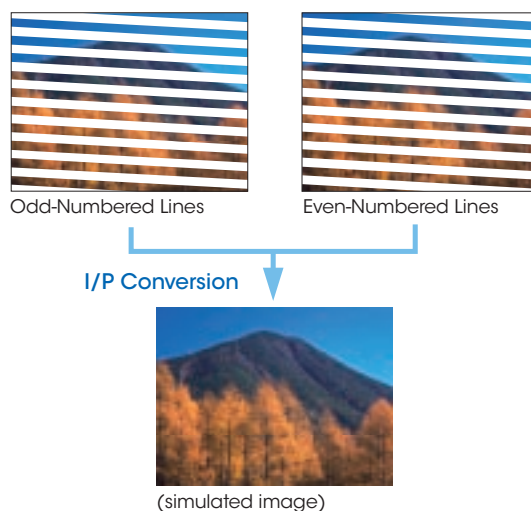 Odd-Numbered Lines
Even-Numbered Lines
I/P Conversion
(simulated image)